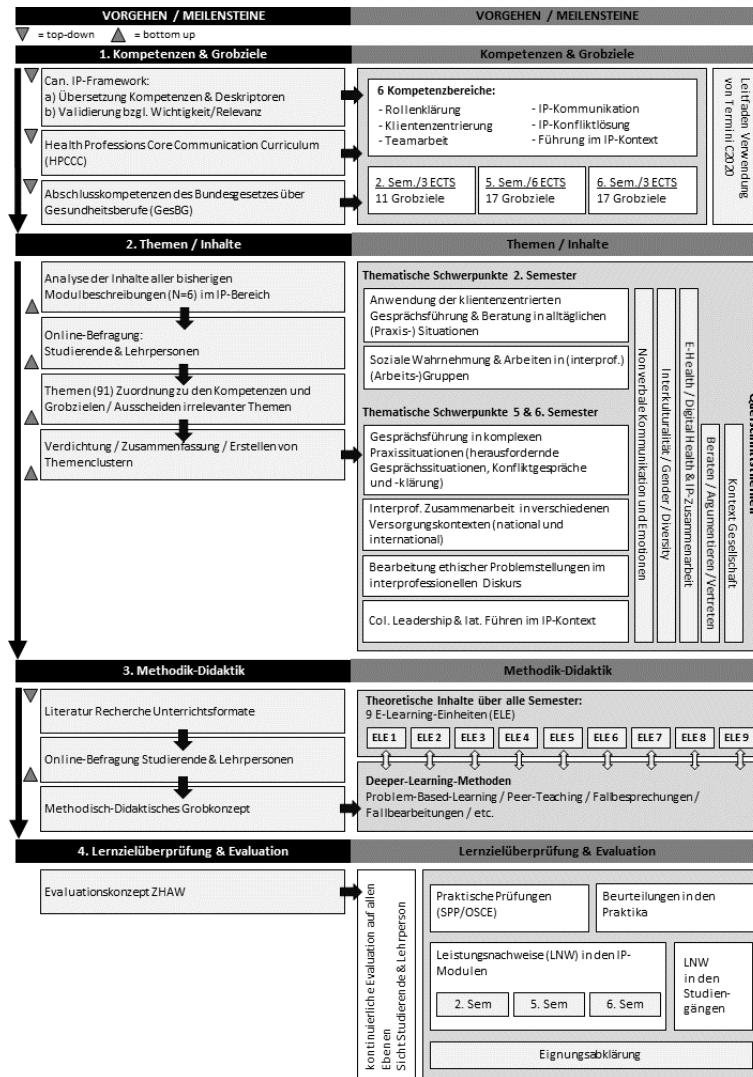 VORGEHEN / MEILENSTEINE
VORGEHEN / MEILENSTEINE
= top-down
= bottom up
1. Kompetenzen & Grobziele
Kompetenzen & Grobziele
Can. IP-Framework:
a) Übersetzung Kompetenzen & Deskriptoren
b) Validierung bzgl. Wichtigkeit/Relevanz
Health Professions Core Communication Curriculum
(HPCCC)
Abschlusskompetenzen des Bundesgesetzes über
Gesundheitsberufe (GesBG)
6 Kompetenzbereiche:
- Rollenklärung
- Klientenzentrierung
- Teamarbeit
- IP-Kommunikation
- IP-Konfliktlösung
- Führung im IP-Kontext
2. Sem./3 ECTS
11 Grobziele
5. Sem./6 ECTS
17 Grobziele
6. Sem./3 ECTS
17 Grobziele
Leitfaden Verwendung
von Termini C2020
2. Themen / Inhalte
Themen / Inhalte
Analyse der Inhalte aller bisherigen
Modulbeschreibungen (N=6) im IP-Bereich
Online-Befragung:
Studierende & Lehrpersonen
Themen (91) Zuordnung zu den Kompetenzen und
Grobzielen / Ausscheiden irrelevanter Themen
Verdichtung / Zusammenfassung / Erstellen von
Themenclustern
Thematische Schwerpunkte 2. Semester
Anwendung der klientenzentrierten
Gesprächsführung & Beratung in alltäglichen
(Praxis-) Situationen
Soziale Wahrnehmung & Arbeiten in (interprof.)
(Arbeits-)Gruppen
Thematische Schwerpunkte 5 & 6. Semester
Gesprächsführung in komplexen
Praxissituationen (herausfordernde
Gesprächssituationen, Konfliktgespräche
und -klärung)
Interprof. Zusammenarbeit in verschiedenen
Versorgungskontexten (national und
international)
Bearbeitung ethischer Problemstellungen im
interprofessionellen Diskurs
Col. Leadership & lat. Führen im IP-Kontext
Nonverbale Kommunikation und Emotionen
Interkulturalität / Gender / Diversity
E-Health / Digital Health & IP-Zusammenarbeit
Beraten / Argumentieren / Vertreten
Kontext Gesellschaft
3. Methodik-Didaktik
Methodik-Didaktik
Literatur Recherche Unterrichtsformate
Online-Befragung Studierende & Lehrpersonen
Methodisch-Didaktisches Grobkonzept
Theoretische Inhalte über alle Semester:
9 E-Learning-Einheiten (ELE)
ELE 1
ELE 2
ELE 3
ELE 4
ELE 5
ELE 6
ELE 7
ELE 8
ELE 9
Deeper-Learning-Methoden
Problem-Based-Learning / Peer-Teaching / Fallbesprechungen /
Fallbearbeitungen / etc.
4. Lernzielüberprüfung & Evaluation
Lernzielüberprüfung & Evaluation
Evaluationskonzept ZHAW
kontinuierliche Evaluation auf allen
Ebenen
Sicht Studierende & Lehrperson
Praktische Prüfungen
(SPP/OSCE)
Beurteilungen in den
Praktika
Leistungsnachweise (LNW) in den IP-
Modulen
2. Sem
5. Sem
6. Sem
LNW
in den
Studien-
gängen
Eignungsabklärung